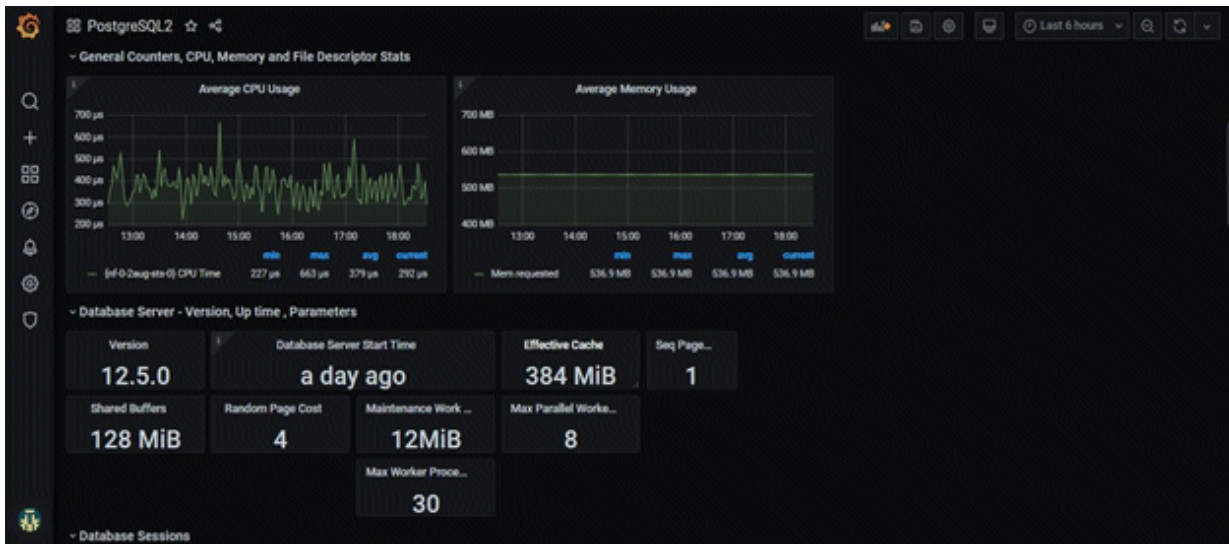 PostgreSQL2
Last 6 hours
General Counters, CPU, Memory and File Descriptor Stats
Average CPU Usage
700 µs
600 µs
500 µs
400 µs
300 µs
200 µs
13:00 14:00 15:00 16:00 17:00 18:00
min max avg current
CPU Time 227 µs 663 µs 379 µs 292 µs
Average Memory Usage
700 MB
600 MB
500 MB
400 MB
13:00 14:00 15:00 16:00 17:00 18:00
min max avg current
Mem requested 536.9 MB 536.9 MB 536.9 MB 536.9 MB
Database Server - Version, Up time , Parameters
Version
12.5.0
Database Server Start Time
a day ago
Effective Cache
384 MiB
Seq Page...
1
Shared Buffers
128 MiB
Random Page Cost
4
Maintenance Work ...
12MiB
Max Parallel Worke...
8
Max Worker Proce...
30
Database Sessions